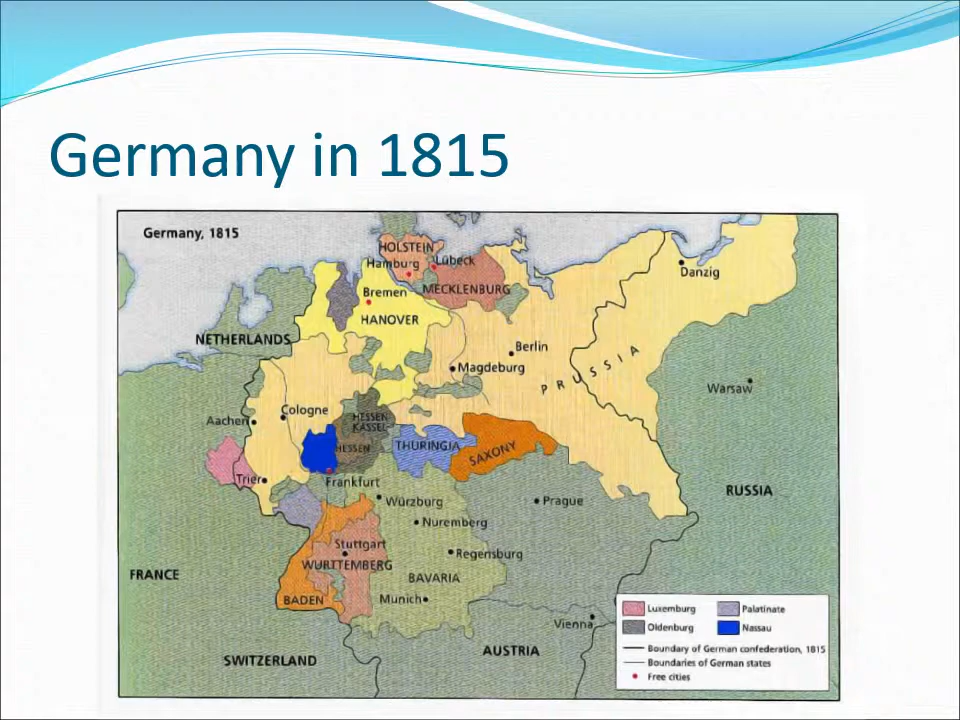 Germany in 1815
Germany, 1815
HOLSTEIN
Hamburg
Lübeck
Danzig
MECKLENBURG
Bremen
HANOVER
NETHERLANDS
Berlin
Magdeburg
PRUSSIA
Warsaw
Cologne
Aachen
HESSEN
KASSEL
HESSEN
THURINGIA
SAXONY
Trier
Frankfurt
Würzburg
Prague
RUSSIA
Nuremberg
Stuttgart
Regensburg
WURTTEMBERG
FRANCE
BAVARIA
BADEN
Munich
Vienna
SWITZERLAND
AUSTRIA
Luxemburg
Palatinate
Oldenburg
Nassau
Boundary of German confederation, 1815
Boundaries of German states
Free cities